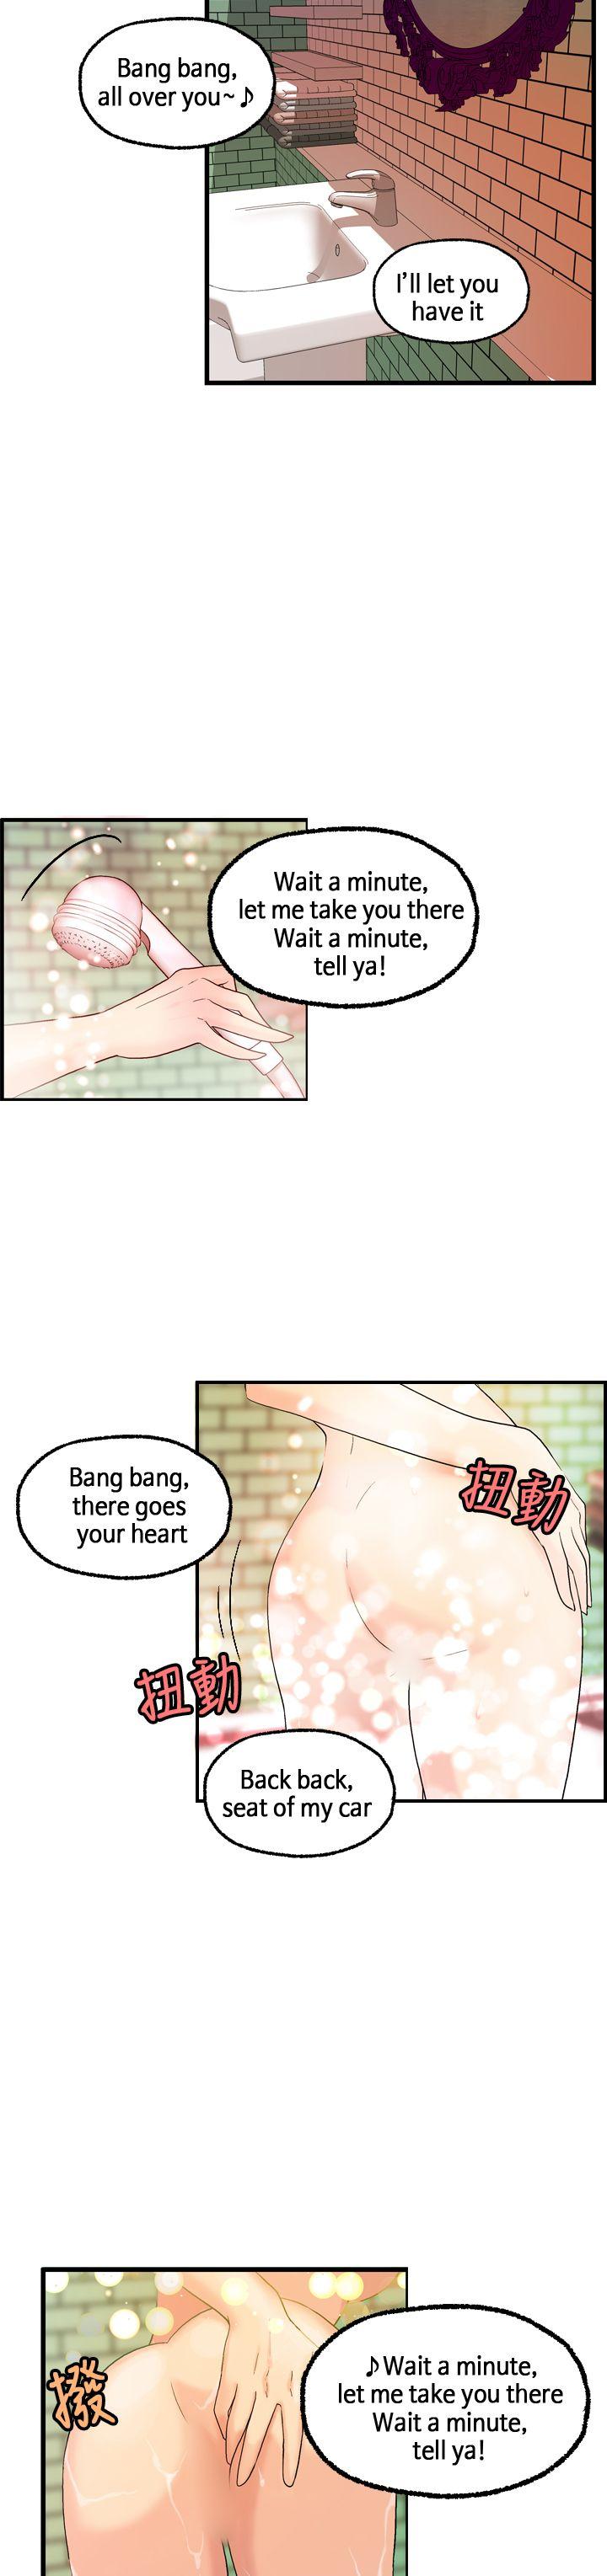 Bang bang,
all over you~♪
I'll let you
have it
Wait a minute,
let me take you there
Wait a minute,
tell ya!
扭動
Bang bang,
there goes
your heart
扭動
Back back,
seat of my car
♪Wait a minute,
let me take you there
Wait a minute,
tell ya!
撥